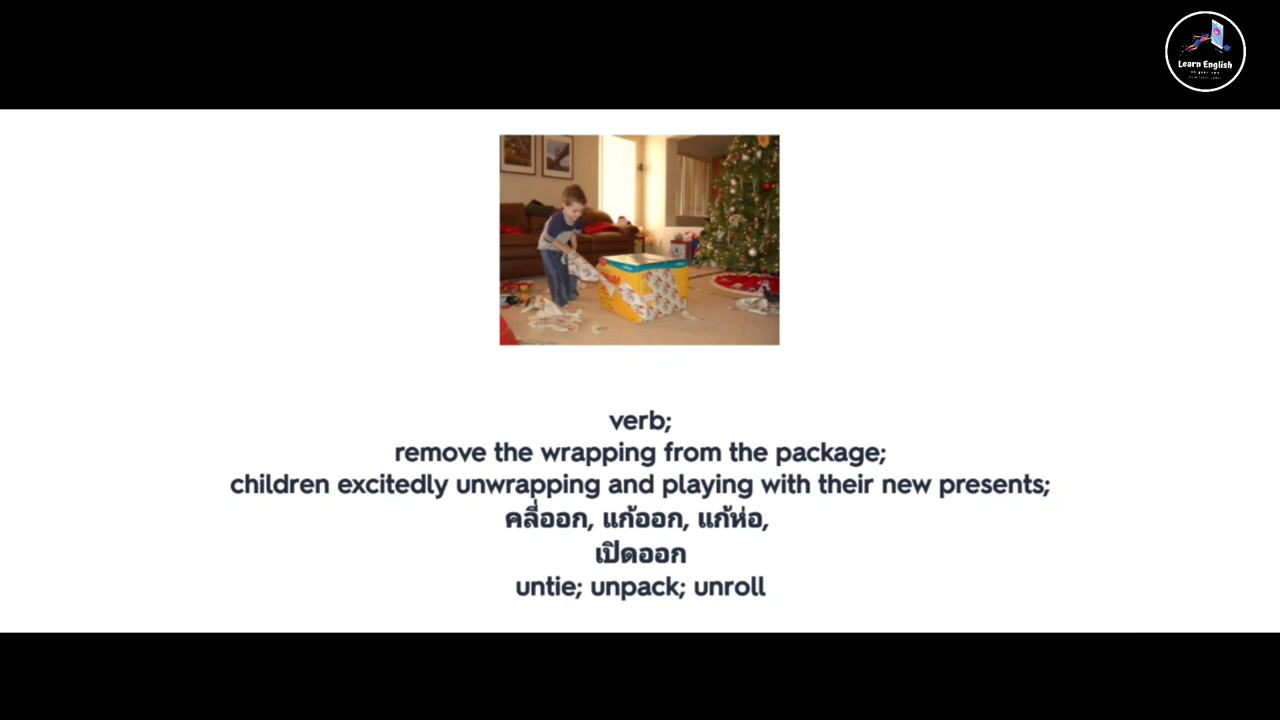 Learn English
verb;
remove the wrapping from the package;
children excitedly unwrapping and playing with their new presents;
คลี่ออก, แก้ออก, แก้ห่อ,
เปิดออก
untie; unpack; unroll